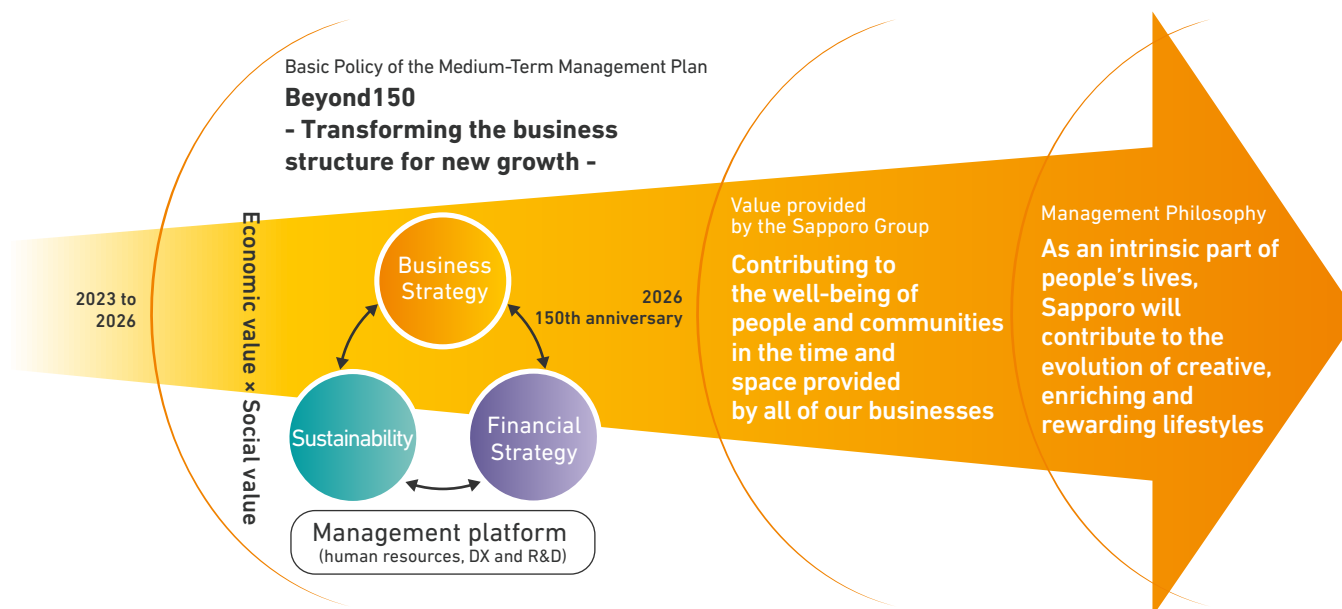 Basic Policy of the Medium-Term Management Plan
Beyond150
- Transforming the business
structure for new growth -
2023 to
2026
Economic value × Social value
Business
Strategy
Sustainability
Financial
Strategy
Management platform
(human resources, DX and R&D)
2026
150th anniversary
Value provided
by the Sapporo Group
Contributing to
the well-being of
people and communities
in the time and
space provided
by all of our businesses
Management Philosophy
As an intrinsic part of
people's lives,
Sapporo will
contribute to the
evolution of creative,
enriching and
rewarding lifestyles